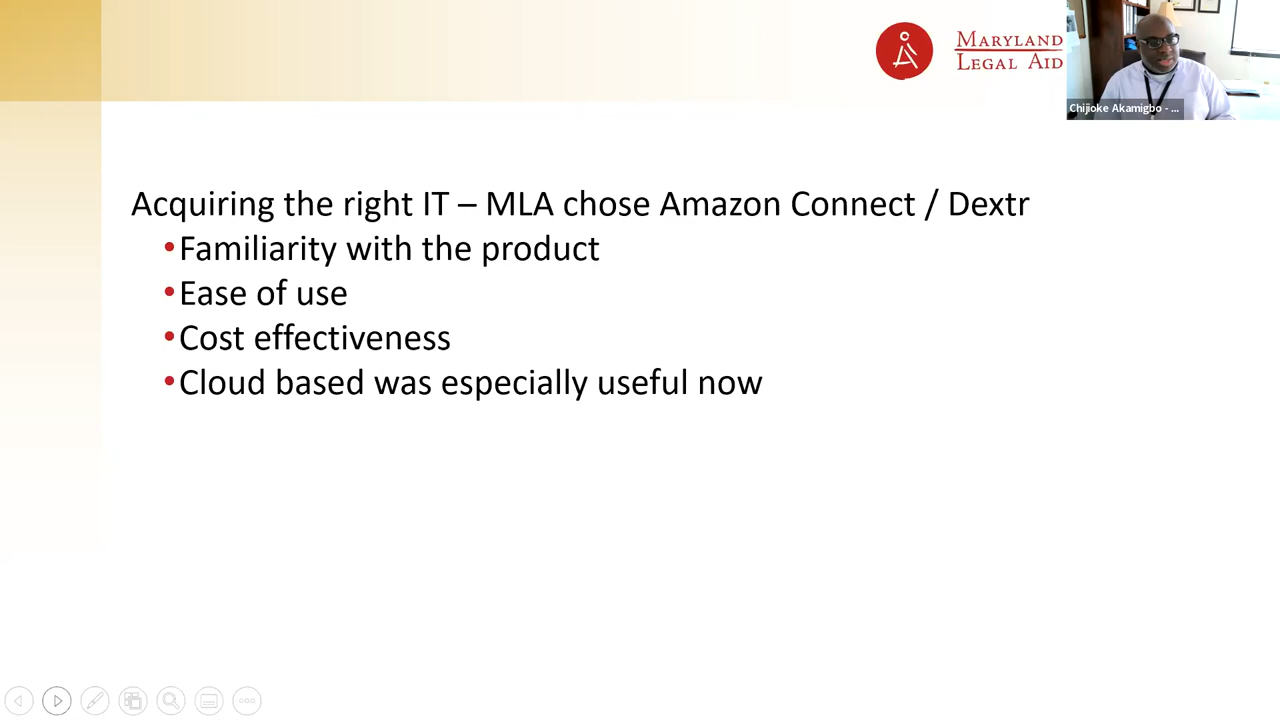 MARYLAND
LEGAL AID
Chijioke Akamigbo - ...
Acquiring the right IT – MLA chose Amazon Connect / Dextr
•Familiarity with the product
•Ease of use
•Cost effectiveness
•Cloud based was especially useful now